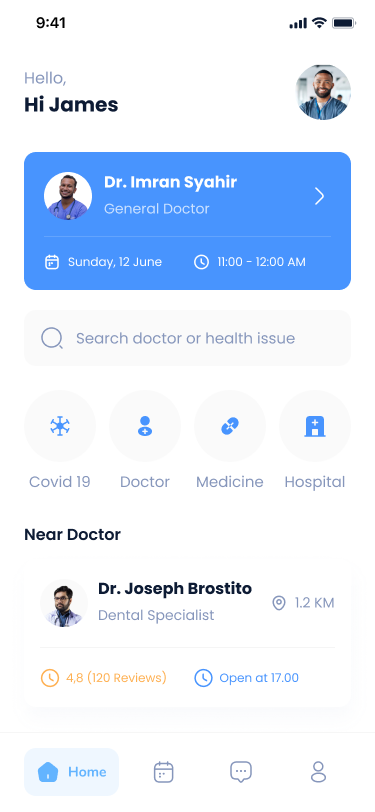 9:41
Hello,
Hi James
Dr. Imran Syahir
General Doctor
Sunday, 12 June
11:00 - 12:00 AM
Search doctor or health issue
Covid 19
Doctor
Medicine
Hospital
Near Doctor
Dr. Joseph Brostito
Dental Specialist
1.2 KM
4,8 (120 Reviews)
Open at 17.00
Home